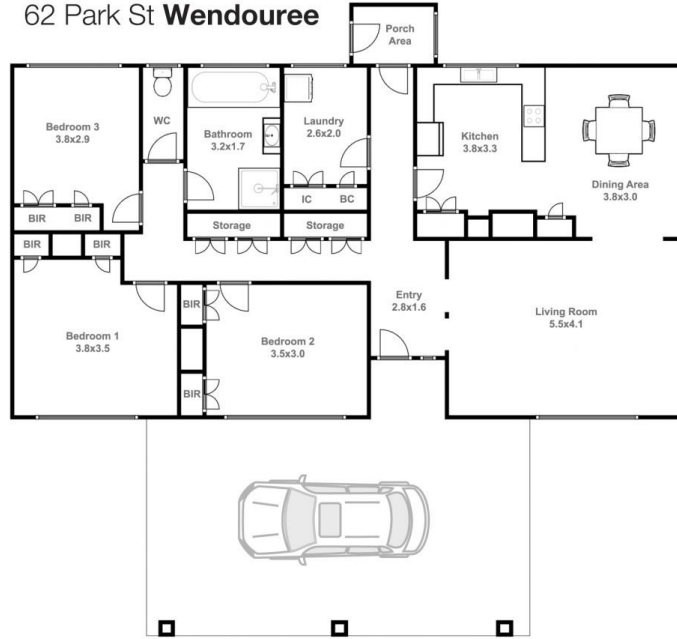 62 Park St Wendouree
Porch
Area
Bedroom 3
3.8x2.9
WC
Bathroom
3.2x1.7
Laundry
2.6x2.0
Kitchen
3.8x3.3
Dining Area
3.8x3.0
IC
BC
BIR
BIR
Storage
Storage
BIR
BIR
Bedroom 1
3.8x3.5
BIR
Bedroom 2
3.5x3.0
BIR
Entry
2.8x1.6
Living Room
5.5x4.1